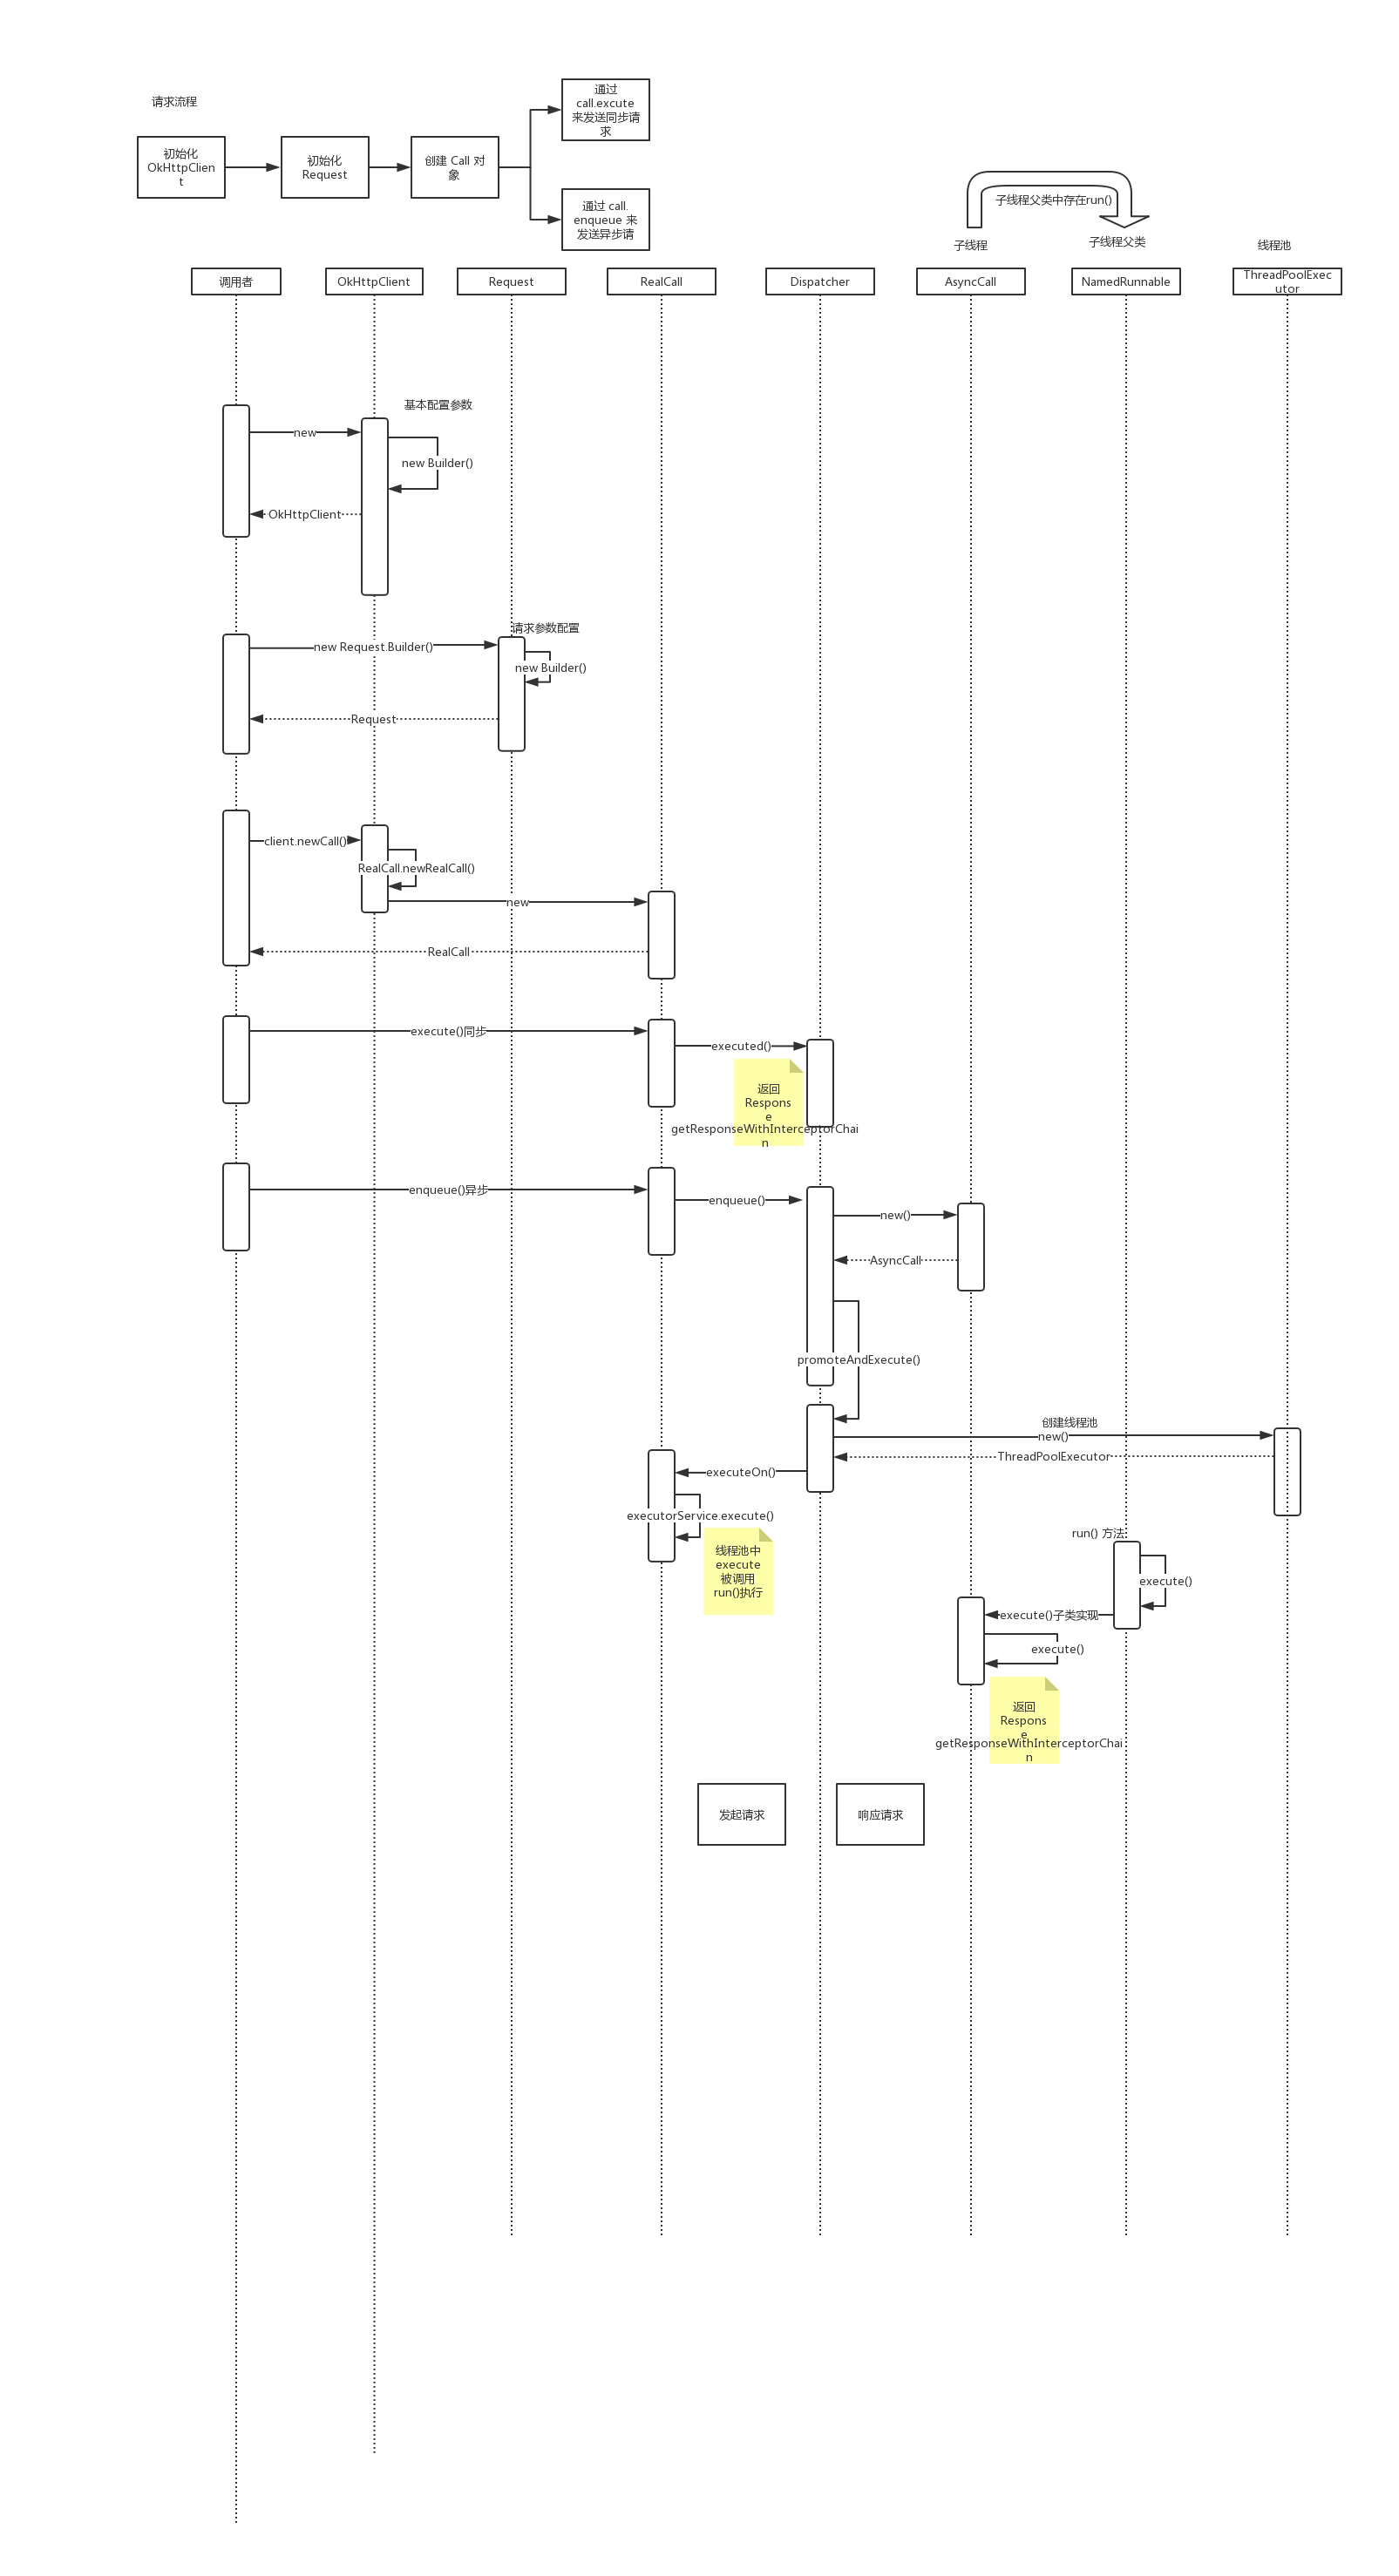 请求流程
通过
call.excute
来发送同步请
求
初始化
OkHttpClien
t
初始化
Request
创建 Call 对
象
通过 call.
enqueue 来
发送异步请
子线程父类中存在run()
子线程
子线程父类
线程池
调用者
OkHttpClient
Request
RealCall
Dispatcher
AsyncCall
NamedRunnable
ThreadPoolExec
utor
基本配置参数
new
new Builder()
OkHttpClient
请求参数配置
new Request.Builder()
new Builder()
Request
client.newCall()
RealCall.newRealCall()
new
RealCall
execute()同步
executed()
返回
Respons
e
getResponseWithInterceptorChai
n
enqueue()异步
enqueue()
new()
AsyncCall
promoteAndExecute()
创建线程池
new()
ThreadPoolExecutor
executeOn()
executorService.execute()
线程池中
execute
被调用
run()执行
run() 方法
execute()
execute()子类实现
execute()
返回
Respons
e
getResponseWithInterceptorChai
n
发起请求
响应请求